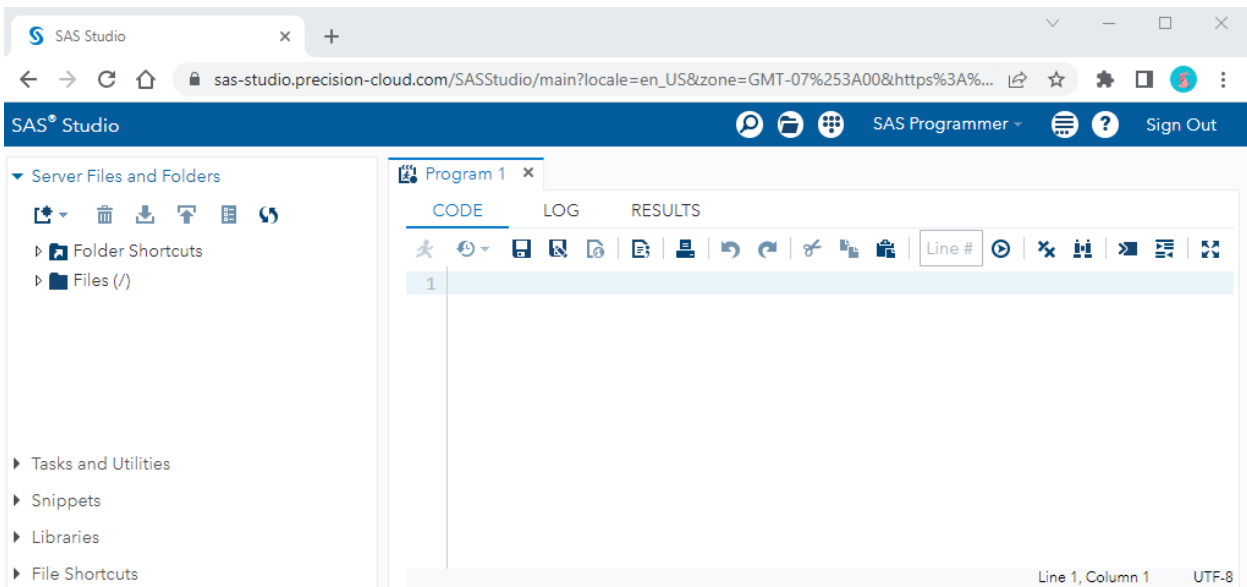 SAS Studio
sas-studio.precision-cloud.com/SASStudio/main?locale=en_US&zone=GMT-07%253A00&https%3A%...
SAS® Studio SAS Programmer ? Sign Out
Server Files and Folders
Folder Shortcuts
Files (/)
Tasks and Utilities
Snippets
Libraries
File Shortcuts
Program 1
CODE LOG RESULTS
Line #
1
Line 1, Column 1 UTF-8